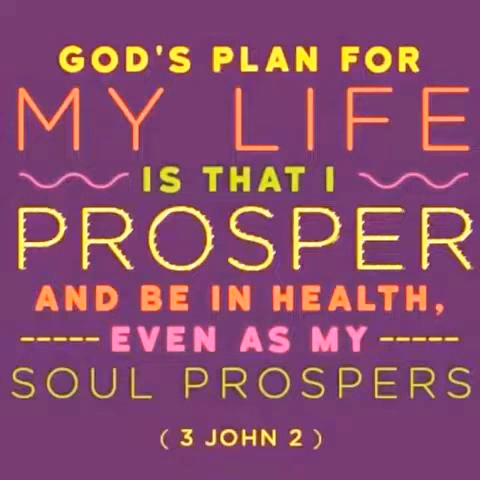 GOD'S PLAN FOR
MY LIFE
IS THAT I
PROSPER
AND BE IN HEALTH,
EVEN AS MY
SOUL PROSPERS
( 3 JOHN 2 )